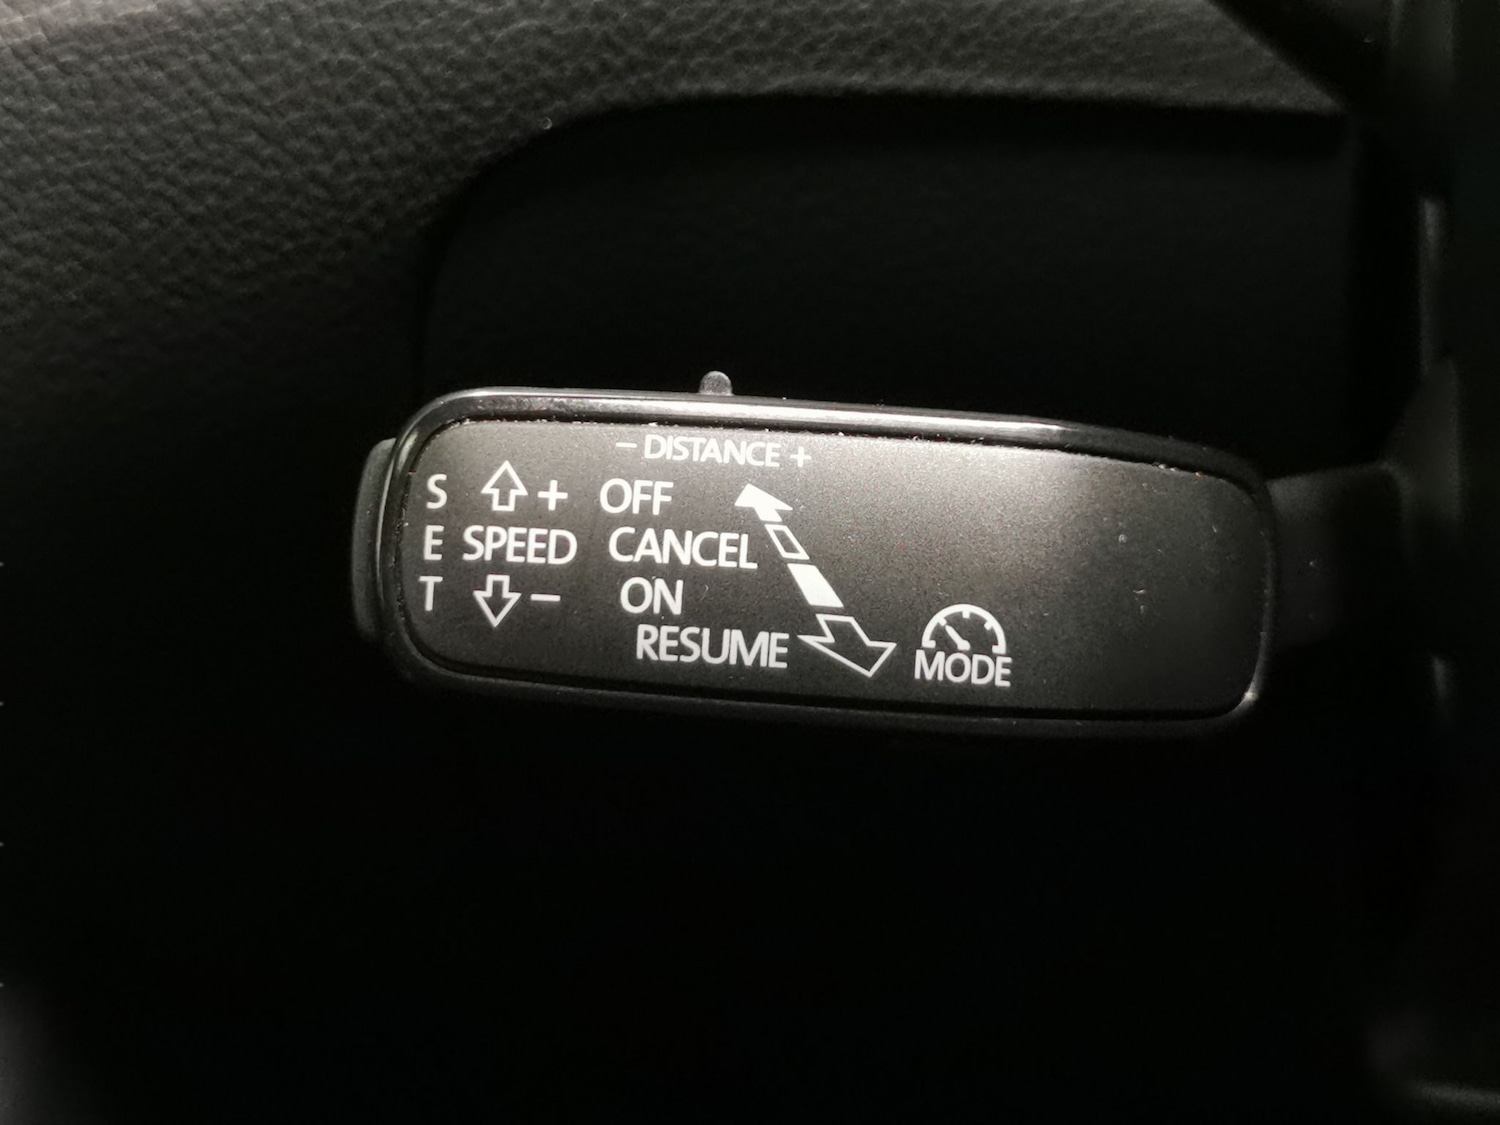 − DISTANCE +
S + OFF
E SPEED CANCEL
T − ON
RESUME
MODE